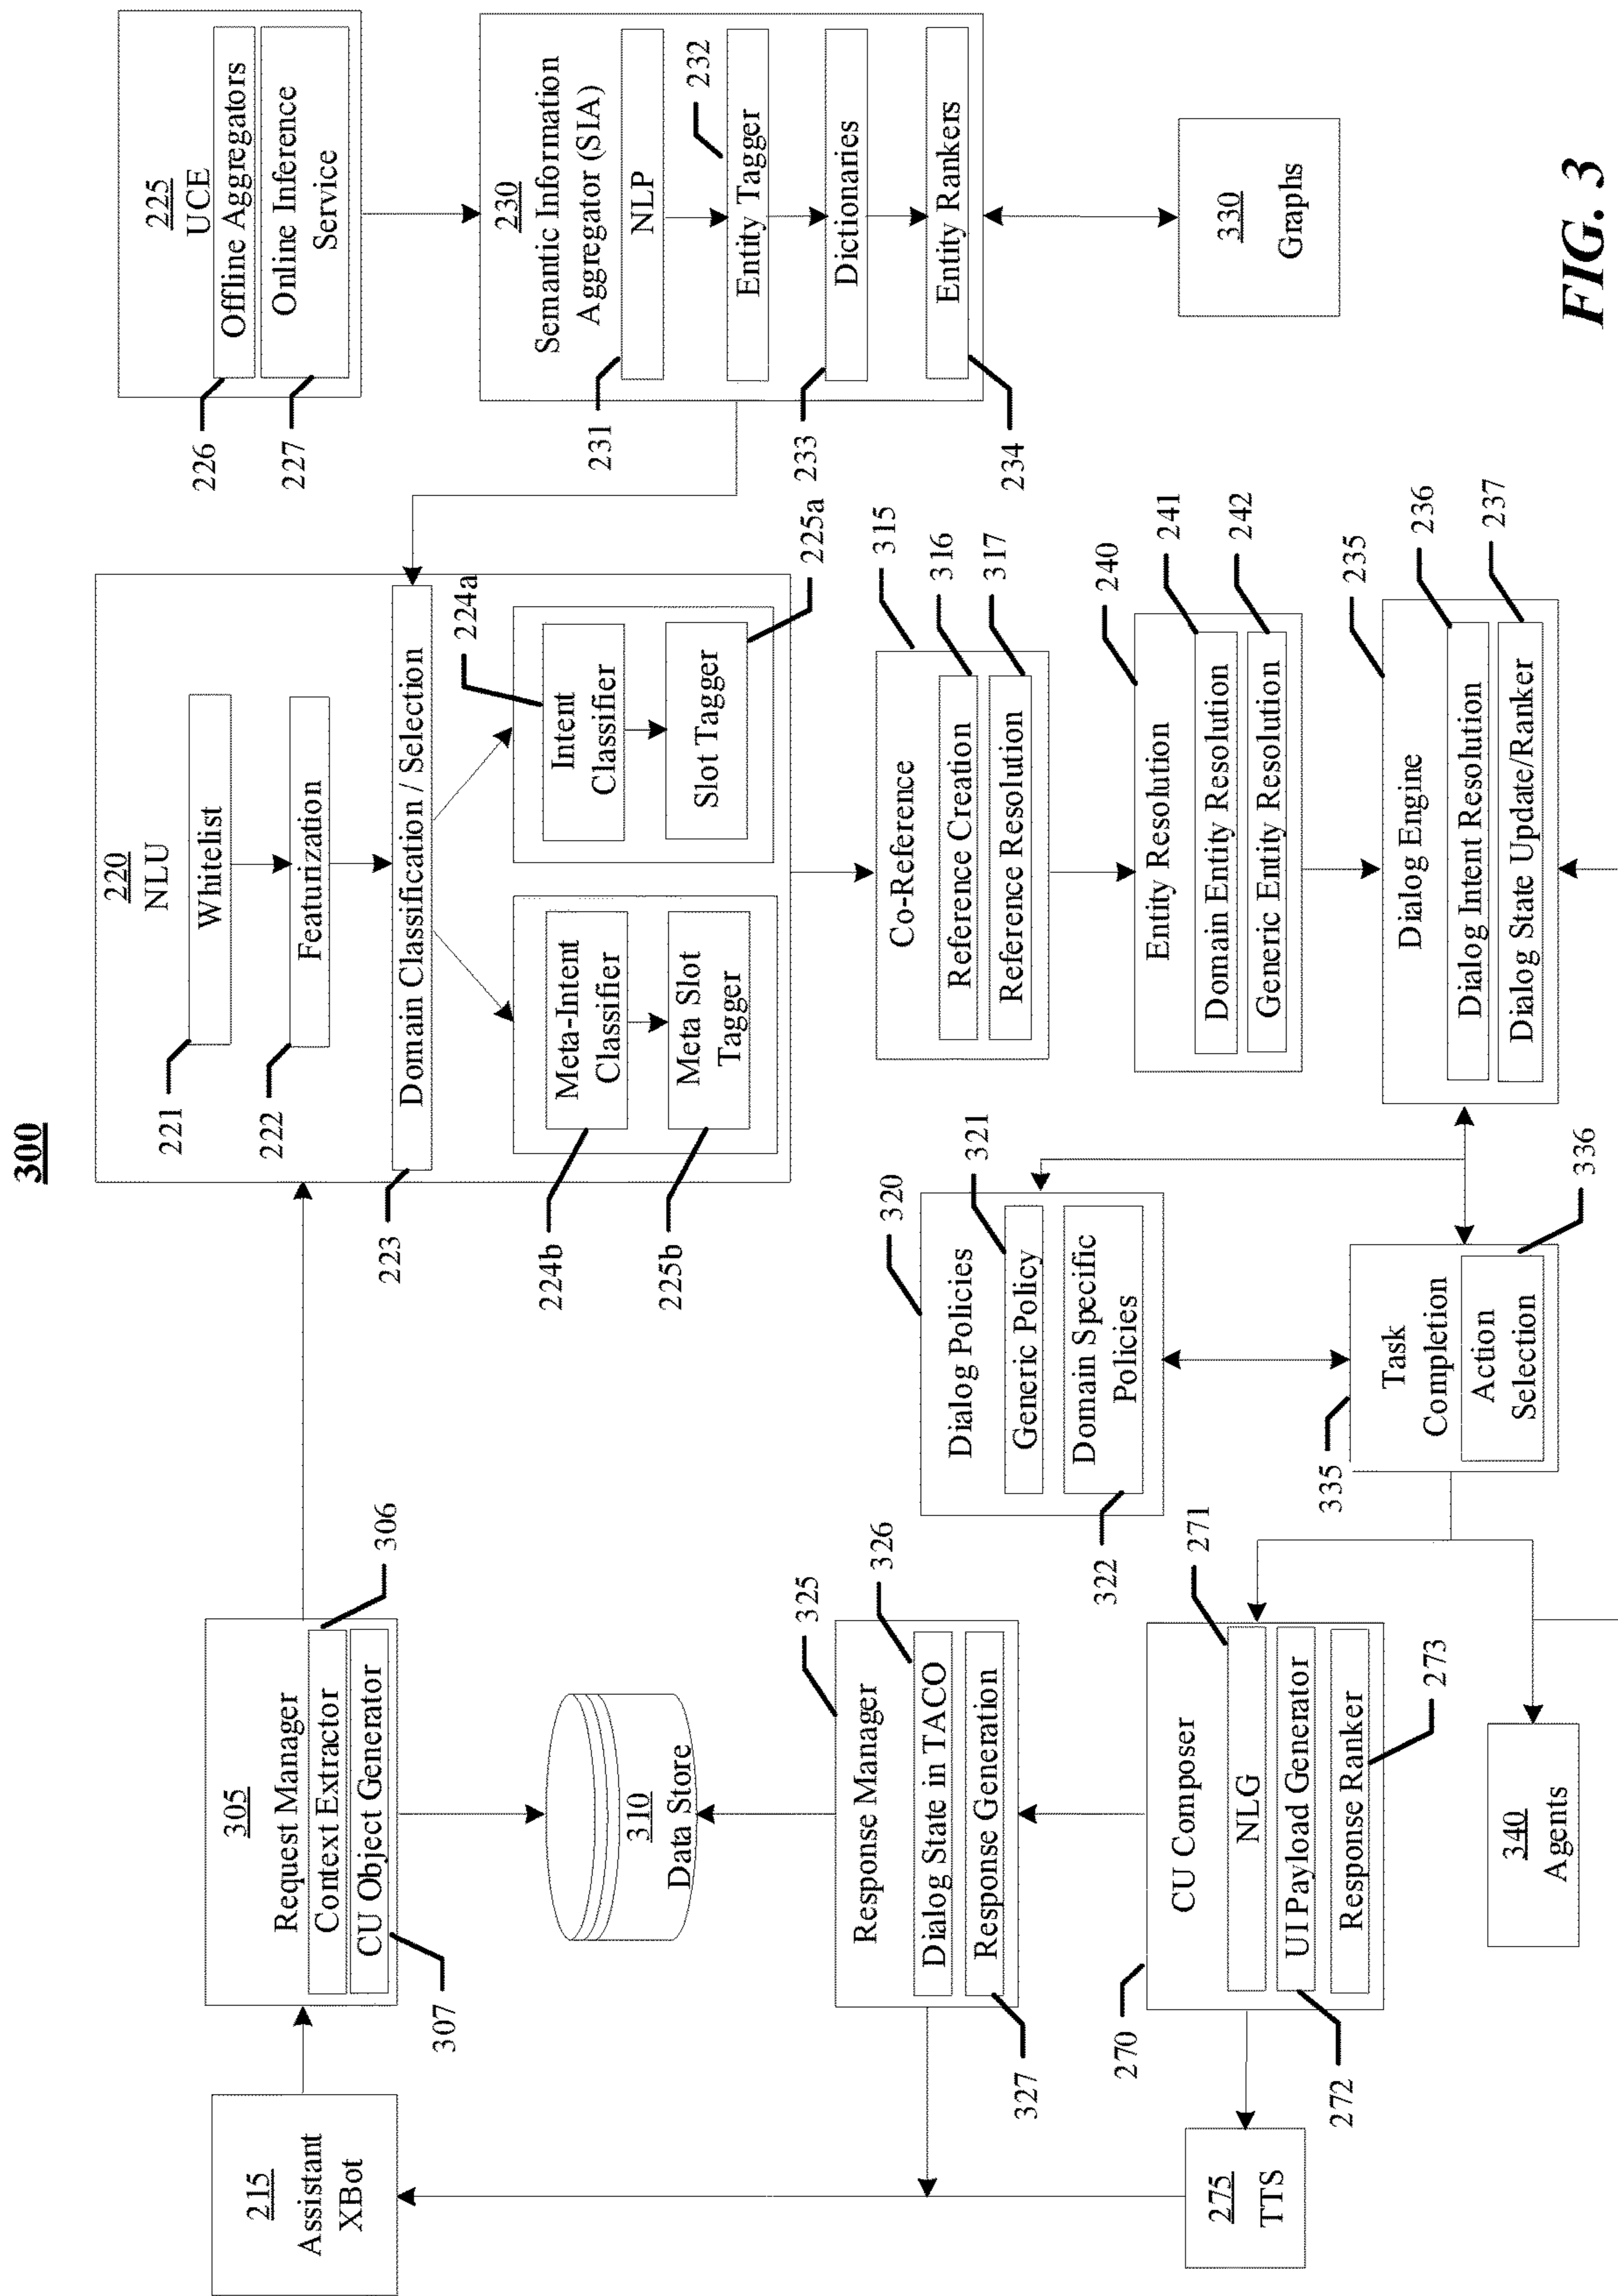 300
215
Assistant
XBot
305
Request Manager
Context Extractor
CU Object Generator
306
307
310
Data Store
220
NLU
Whitelist
Featurization
Domain Classification / Selection
Meta-Intent
Classifier
Meta Slot
Tagger
Intent
Classifier
Slot Tagger
221
222
223
224b
225b
224a
225a
225
UCE
Offline Aggregators
Online Inference
Service
226
227
230
Semantic Information
Aggregator (SIA)
NLP
Entity Tagger
Dictionaries
Entity Rankers
231
232
233
234
330
Graphs
Co-Reference
Reference Creation
Reference Resolution
315
316
317
Entity Resolution
Domain Entity Resolution
Generic Entity Resolution
240
241
242
Dialog Engine
Dialog Intent Resolution
Dialog State Update/Ranker
235
236
237
Dialog Policies
Generic Policy
Domain Specific
Policies
320
321
322
Task
Completion
Action
Selection
335
336
Response Manager
Dialog State in TACO
Response Generation
325
326
327
CU Composer
NLG
UI Payload Generator
Response Ranker
270
271
272
273
275
TTS
340
Agents
FIG. 3